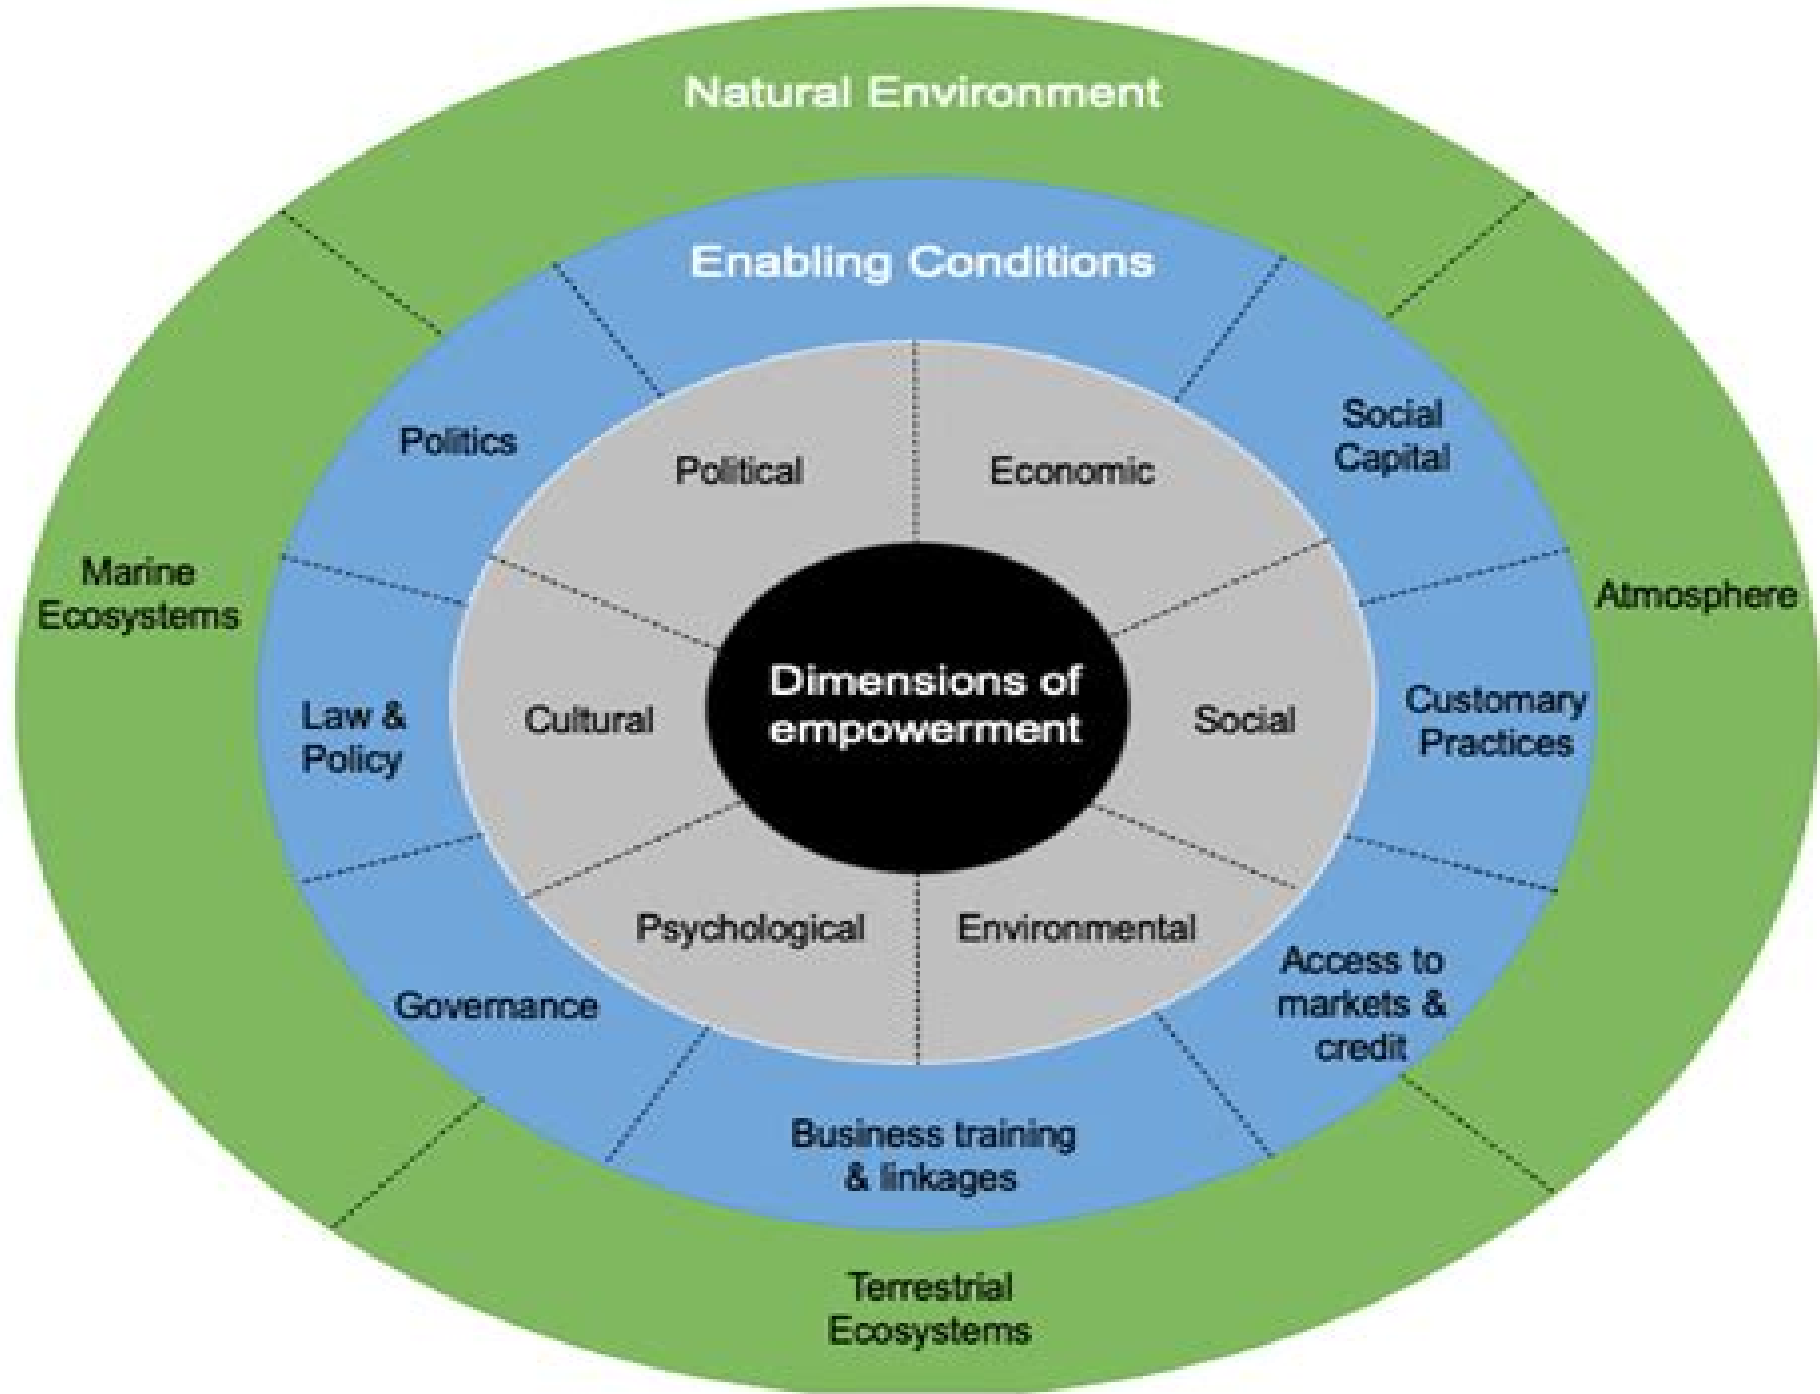 Natural Environment
Enabling Conditions
Social
Capital
Politics
Political
Economic
Marine
Ecosystems
Atmosphere
Dimensions of
empowerment
Law &
Policy
Cultural
Social
Customary
Practices
Psychological
Environmental
Governance
Access to
markets &
credit
Business training
& linkages
Terrestrial
Ecosystems